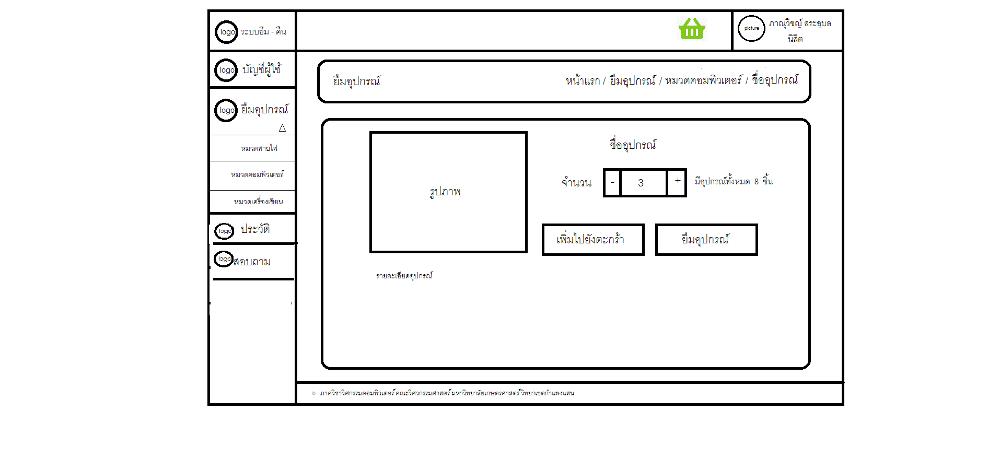 logo ระบบยืม - คืน
picture ภาณุวิชญ์ สระอุบล
นิสิต
logo บัญชีผู้ใช้
logo ยืมอุปกรณ์
หมวดสายไฟ
หมวดคอมพิวเตอร์
หมวดเครื่องเขียน
logo ประวัติ
logo สอบถาม
ยืมอุปกรณ์
หน้าแรก / ยืมอุปกรณ์ / หมวดคอมพิวเตอร์ / ชื่ออุปกรณ์
รูปภาพ
ชื่ออุปกรณ์
จำนวน - 3 + มีอุปกรณ์ทั้งหมด 8 ชิ้น
เพิ่มไปยังตะกร้า ยืมอุปกรณ์
รายละเอียดอุปกรณ์
© ภาควิชาวิศกรรมคอมพิวเตอร์ คณะวิศวกรรมศาสตร์ มหาวิทยาลัยเกษตรศาสตร์ วิทยาเขตกำแพงแสน